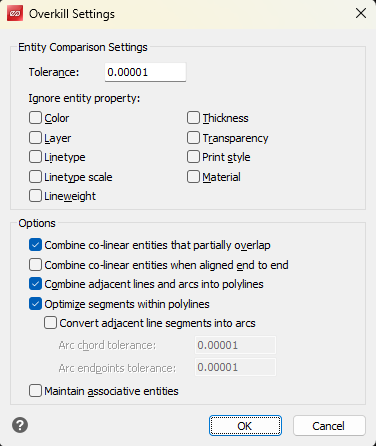 Overkill Settings
Entity Comparison Settings
Tolerance: 0.00001
Ignore entity property:
Color Thickness
Layer Transparency
Linetype Print style
Linetype scale Material
Lineweight
Options
Combine co-linear entities that partially overlap
Combine co-linear entities when aligned end to end
Combine adjacent lines and arcs into polylines
Optimize segments within polylines
Convert adjacent line segments into arcs
Arc chord tolerance: 0.00001
Arc endpoints tolerance: 0.00001
Maintain associative entities
? OK Cancel